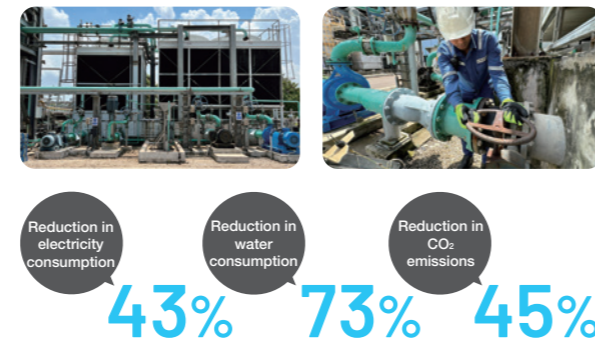 Reduction in
electricity
consumption
43%
Reduction in
water
consumption
73%
Reduction in
CO₂
emissions
45%